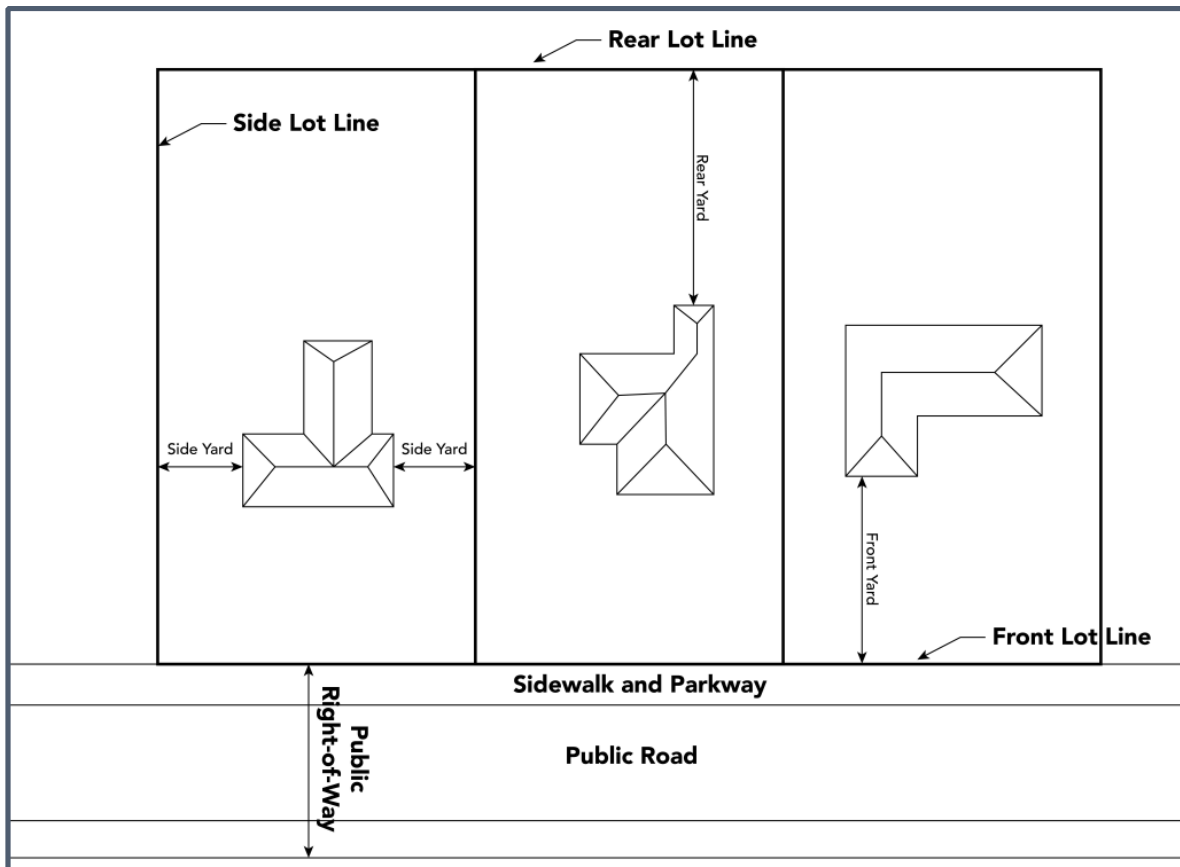 Rear Lot Line
Side Lot Line
Rear Yard
Side Yard
Side Yard
Front Yard
Front Lot Line
Sidewalk and Parkway
Public
Right-of-Way
Public Road